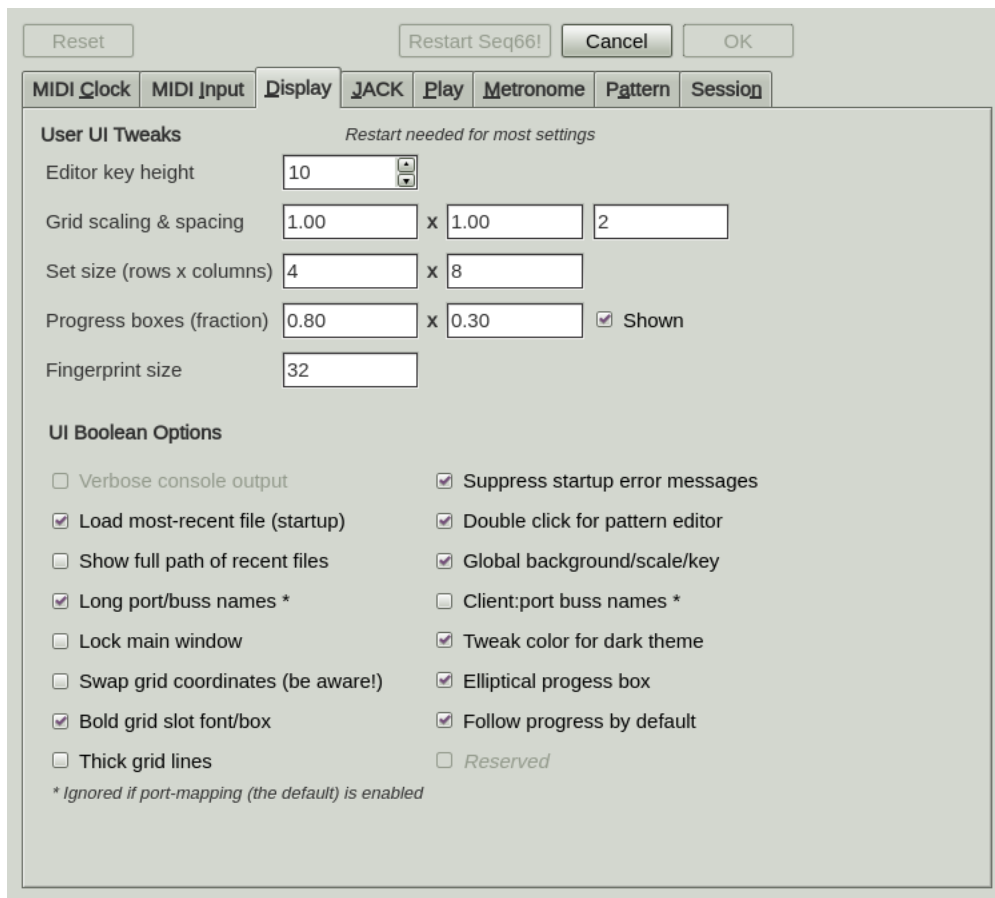 Reset Restart Seq66! Cancel OK
MIDI Clock MIDI Input Display JACK Play Metronome Pattern Session
User UI Tweaks Restart needed for most settings
Editor key height 10
Grid scaling & spacing 1.00 x 1.00 2
Set size (rows x columns) 4 x 8
Progress boxes (fraction) 0.80 x 0.30 Shown
Fingerprint size 32
UI Boolean Options
Verbose console output Suppress startup error messages
Load most-recent file (startup) Double click for pattern editor
Show full path of recent files Global background/scale/key
Long port/buss names * Client:port buss names *
Lock main window Tweak color for dark theme
Swap grid coordinates (be aware!) Elliptical progess box
Bold grid slot font/box Follow progress by default
Thick grid lines Reserved
* Ignored if port-mapping (the default) is enabled